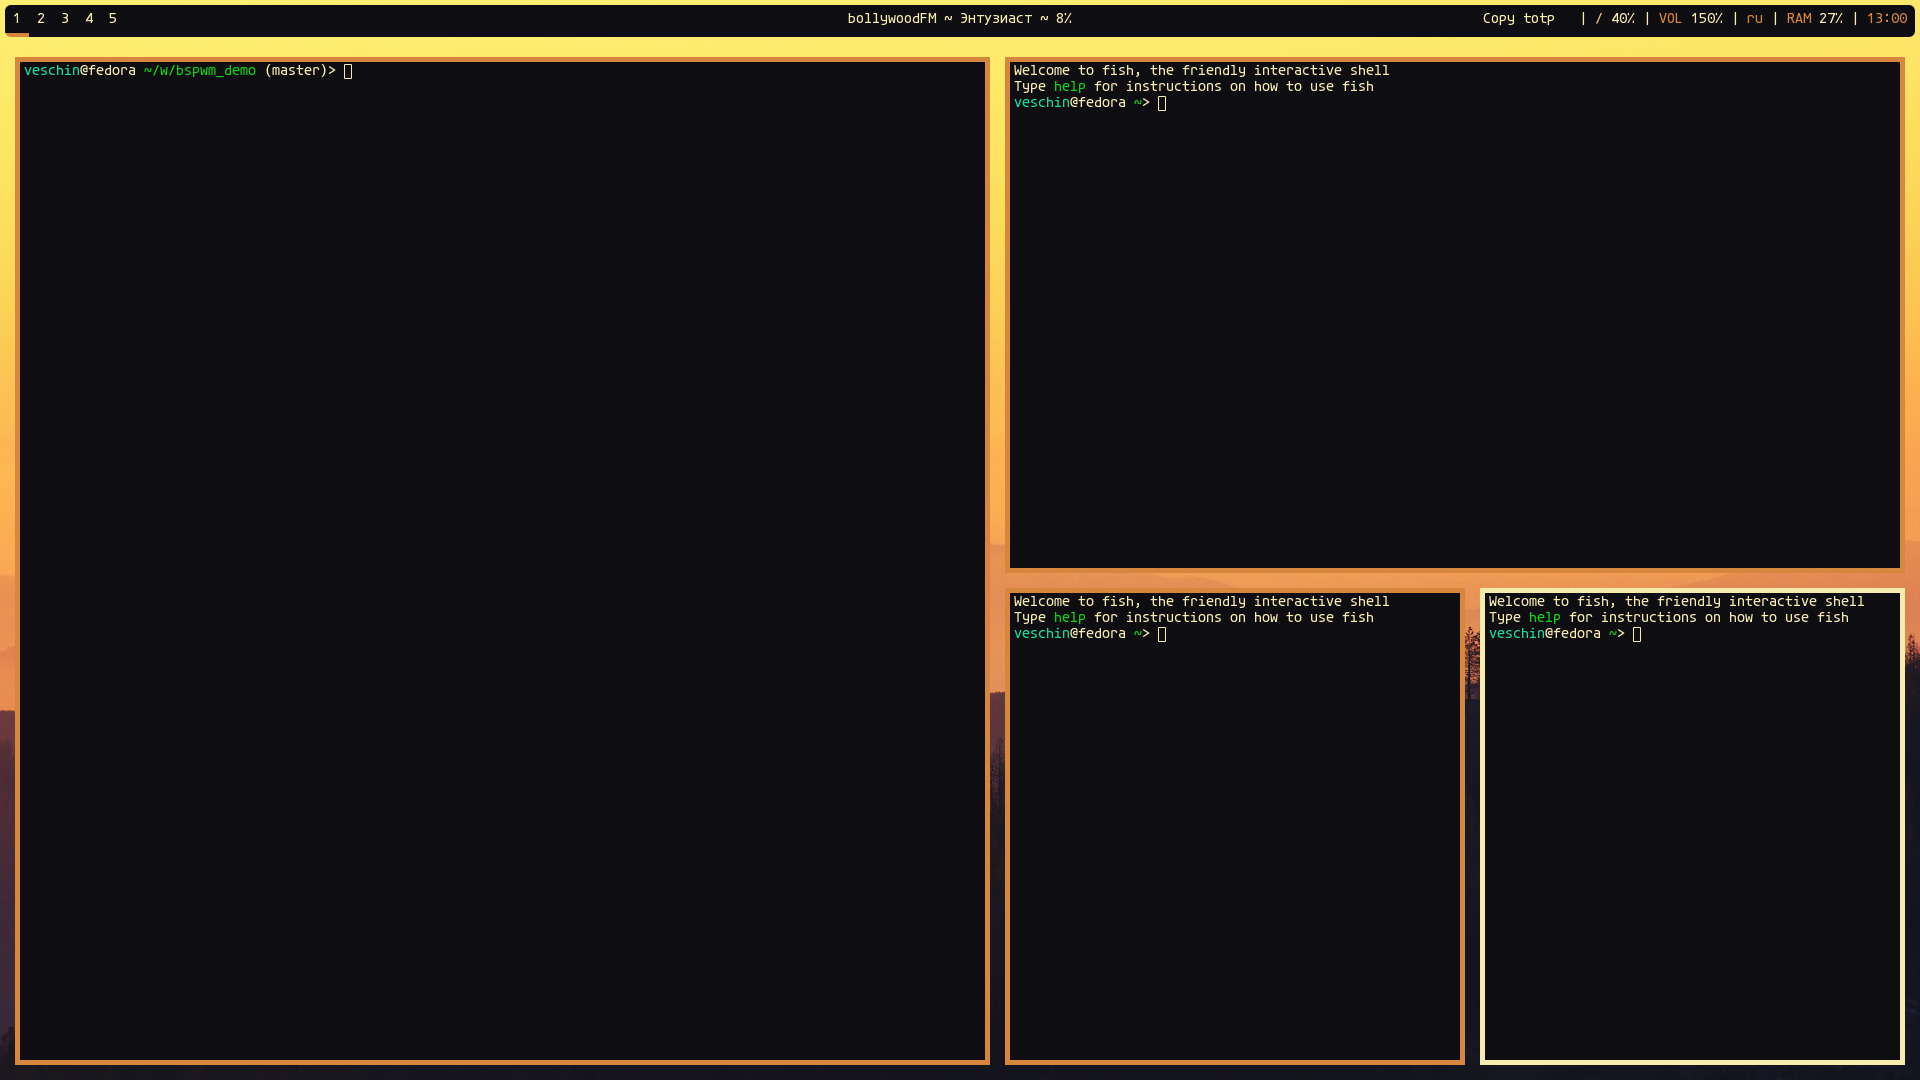 1 2 3 4 5
bollywoodFM ~ Энтузиаст ~ 8%
Copy totp | / 40% | VOL 150% | ru | RAM 27% | 13:00
veschin@fedora ~/w/bspwm_demo (master)>
Welcome to fish, the friendly interactive shell
Type help for instructions on how to use fish
veschin@fedora ~>
Welcome to fish, the friendly interactive shell
Type help for instructions on how to use fish
veschin@fedora ~>
Welcome to fish, the friendly interactive shell
Type help for instructions on how to use fish
veschin@fedora ~>